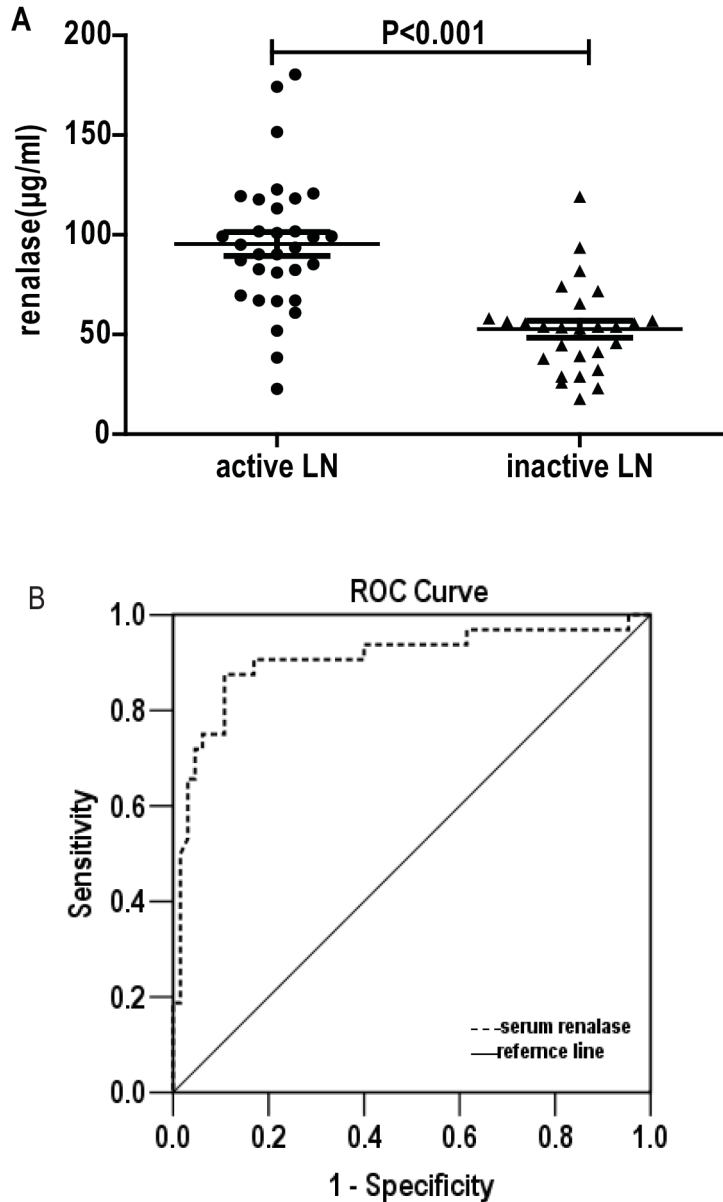 A
P<0.001
renalase(µg/ml)
200
150
100
50
0
active LN
inactive LN
B
ROC Curve
Sensitivity
1.0
0.8
0.6
0.4
0.2
0.0
serum renalase
refernce line
0.0 0.2 0.4 0.6 0.8 1.0
1 - Specificity